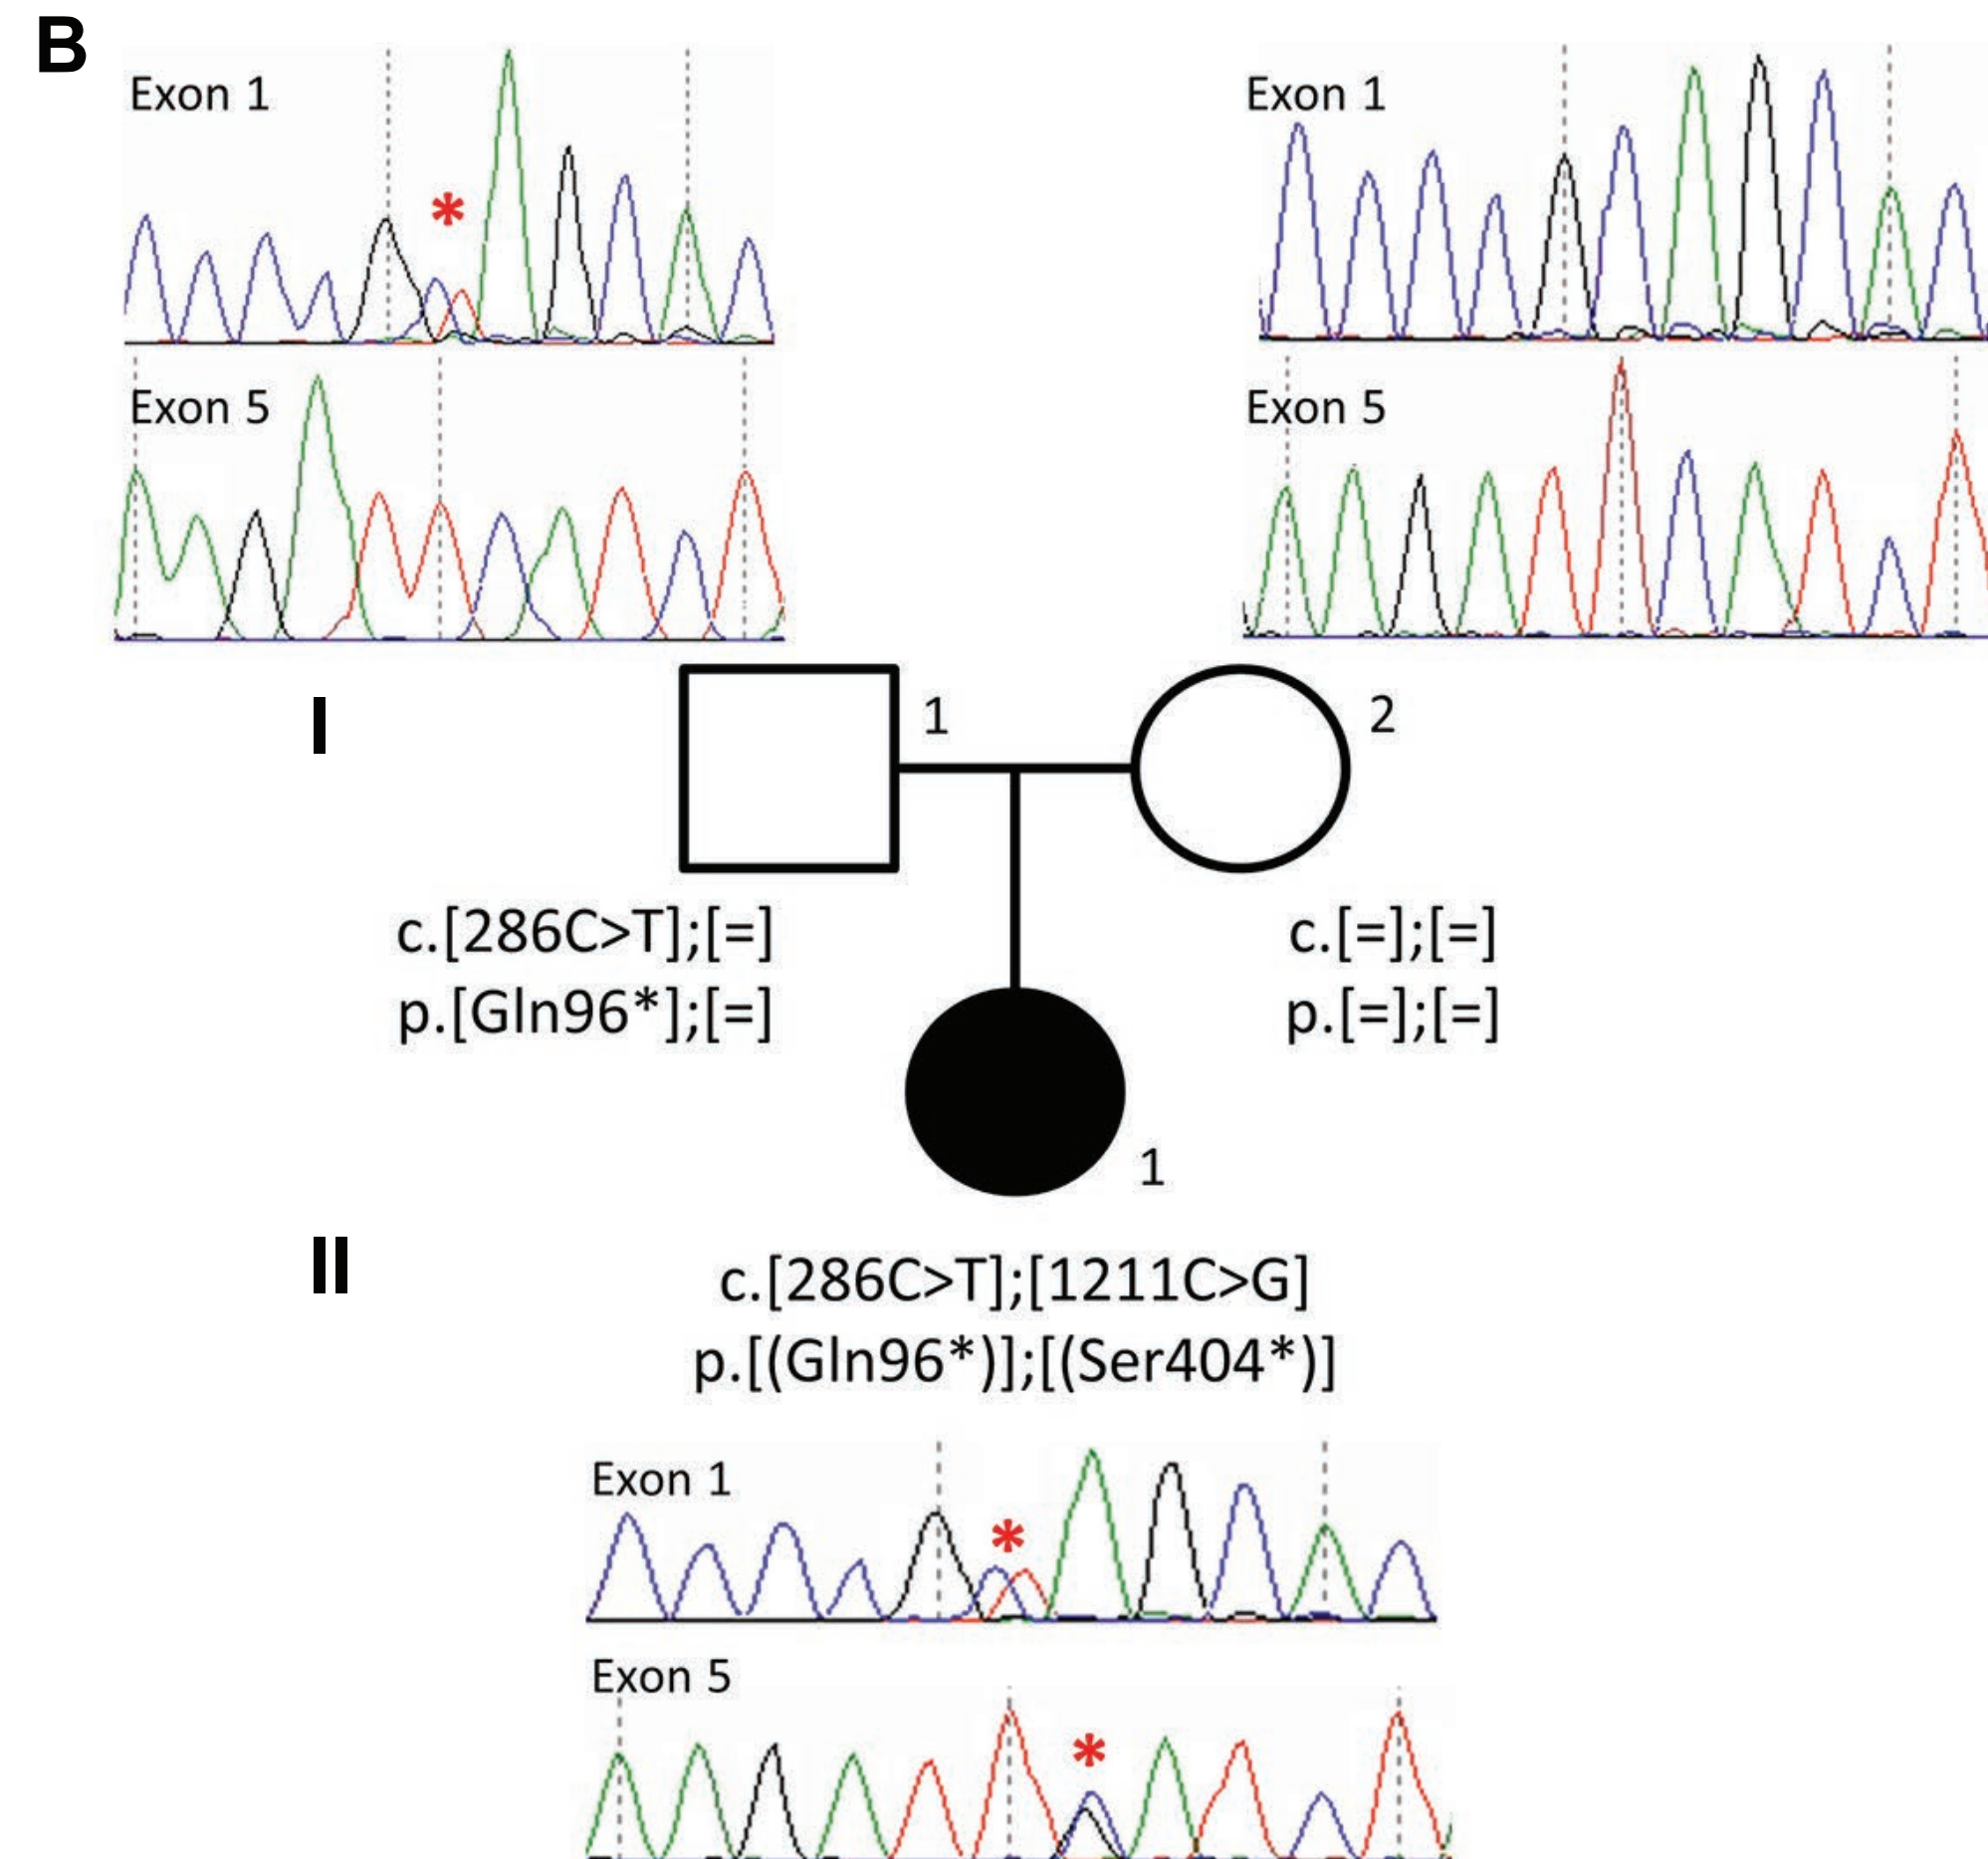 B
Exon 1
Exon 1
*
Exon 5
Exon 5
I
1
2
c.[286C>T];[=]
c.[=];[=]
p.[Gln96*];[=]
p.[=];[=]
1
II
c.[286C>T];[1211C>G]
p.[(Gln96*)];[(Ser404*)]
Exon 1
*
Exon 5
*